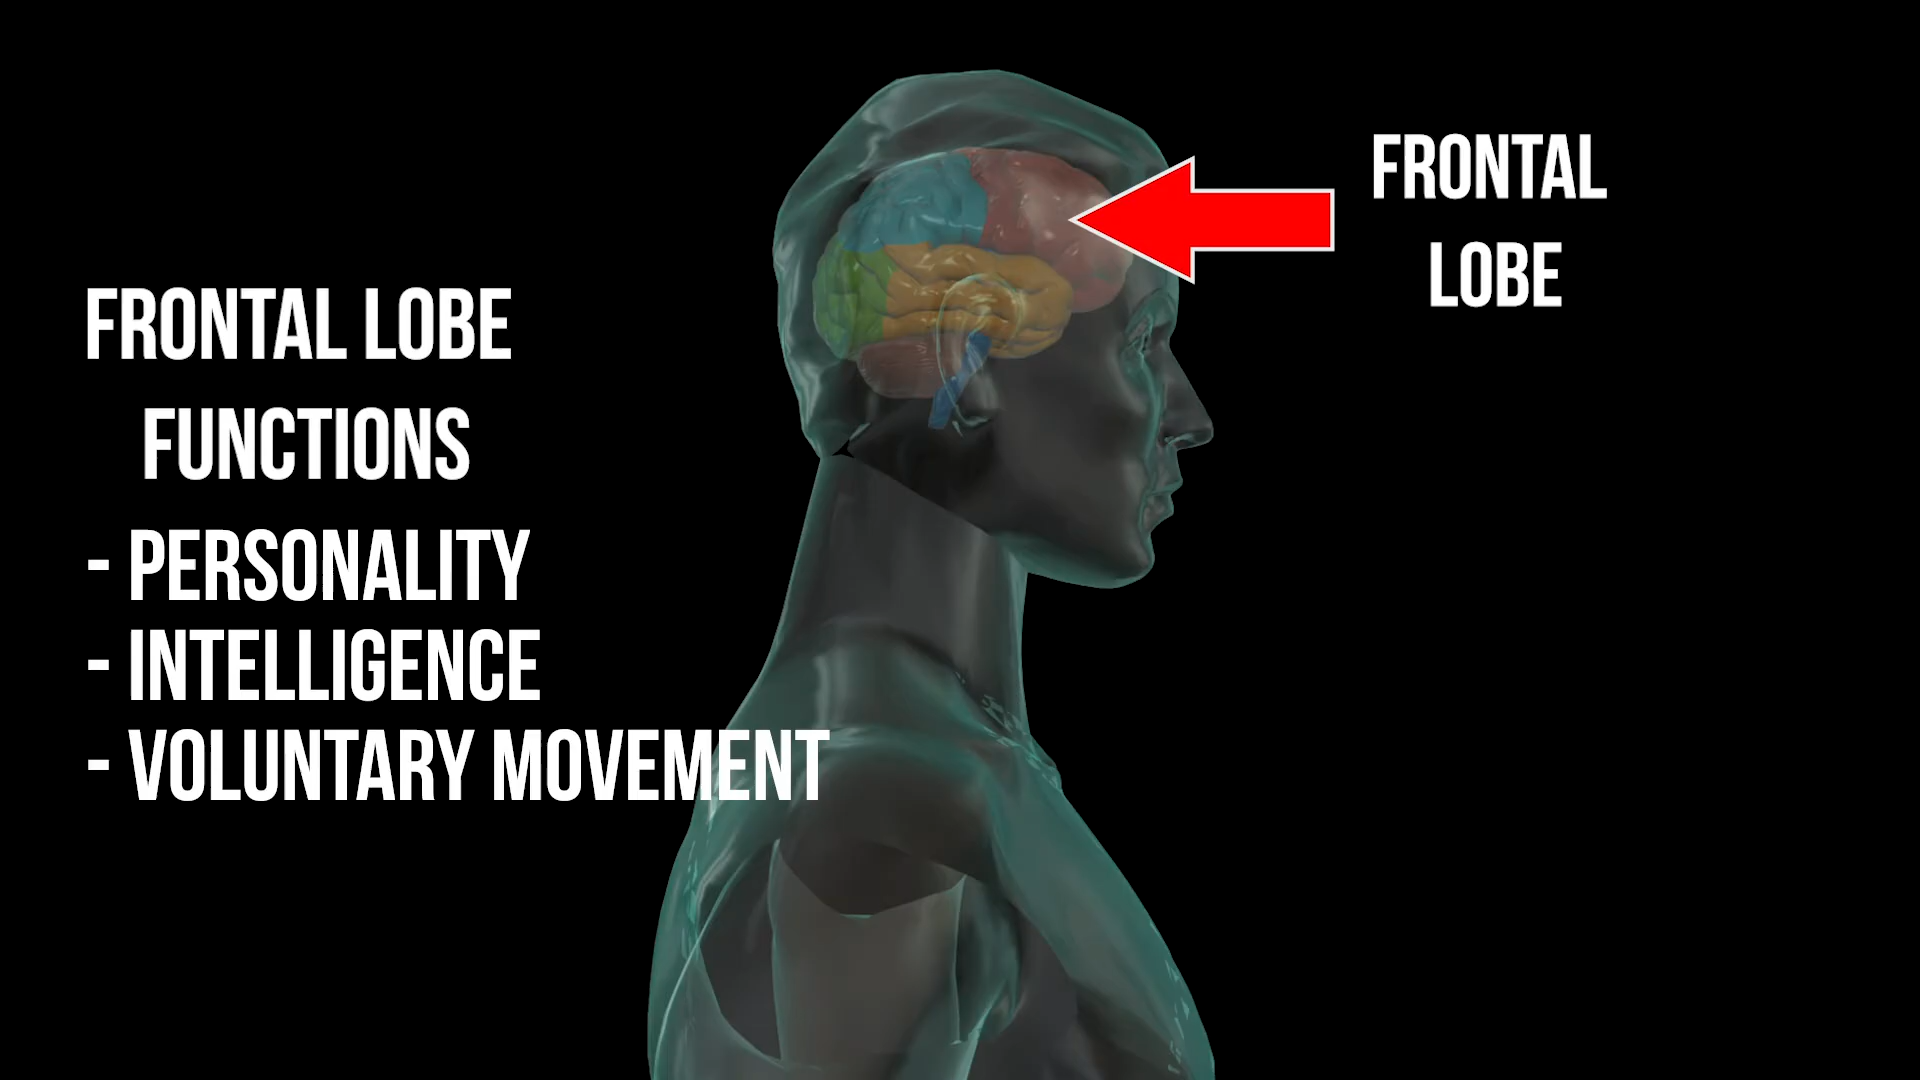 FRONTAL LOBE
FUNCTIONS
- PERSONALITY
- INTELLIGENCE
- VOLUNTARY MOVEMENT
FRONTAL
LOBE